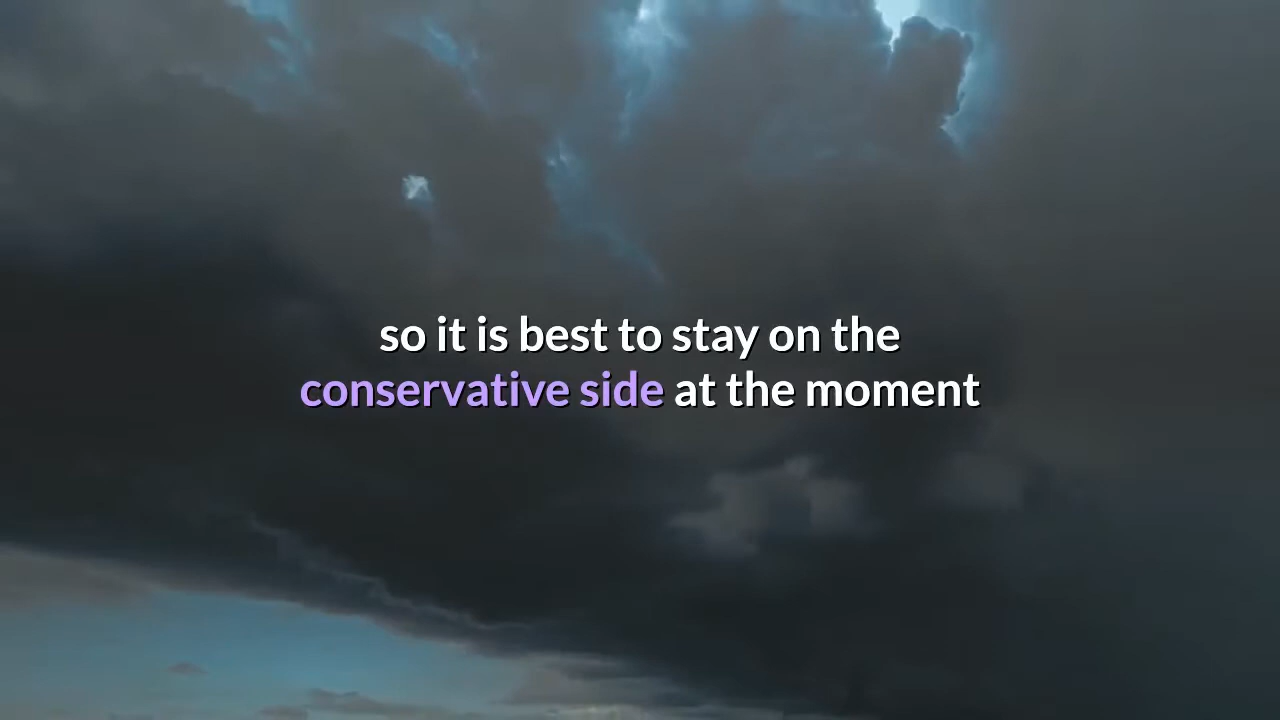 so it is best to stay on the
conservative side at the moment